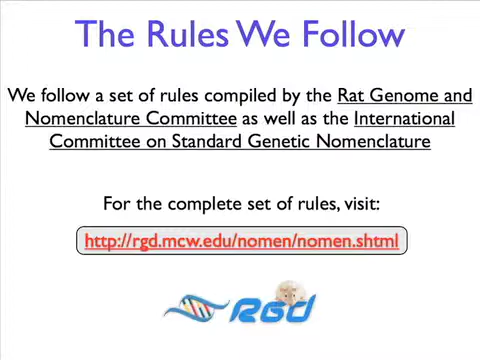 The Rules We Follow
We follow a set of rules compiled by the Rat Genome and
Nomenclature Committee as well as the International
Committee on Standard Genetic Nomenclature
For the complete set of rules, visit:
http://rgd.mcw.edu/nomen/nomen.shtml
RGD